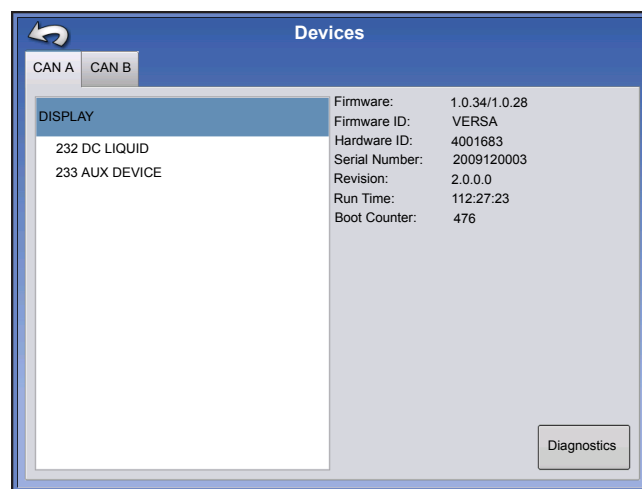 Devices
CAN A
CAN B
DISPLAY
232 DC LIQUID
233 AUX DEVICE
Firmware: 1.0.34/1.0.28
Firmware ID: VERSA
Hardware ID: 4001683
Serial Number: 2009120003
Revision: 2.0.0.0
Run Time: 112:27:23
Boot Counter: 476
Diagnostics